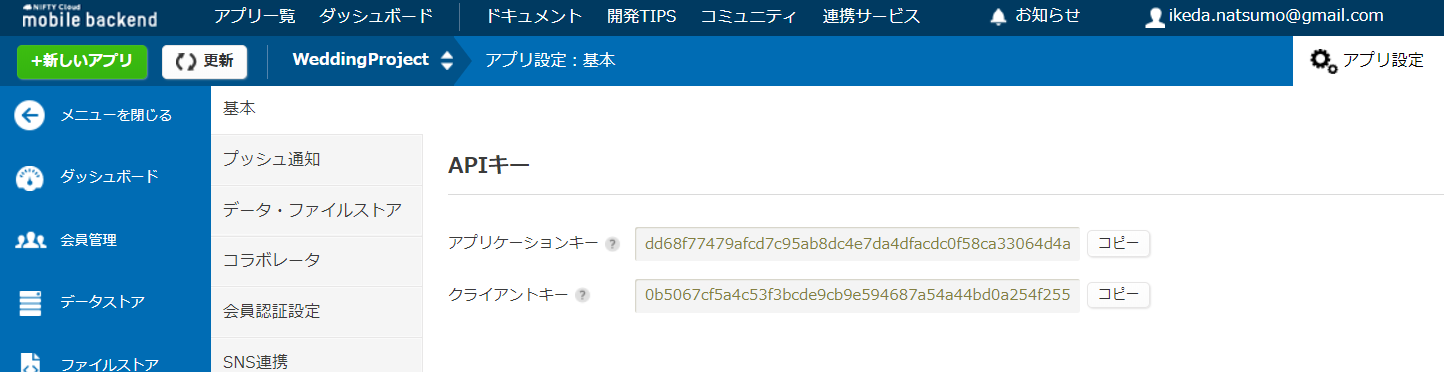 NIFTY Cloud
mobile backend
アプリ一覧 ダッシュボード ドキュメント 開発TIPS コミュニティ 連携サービス お知らせ ikeda.natsumo@gmail.com
+新しいアプリ 更新 WeddingProject アプリ設定：基本 アプリ設定
メニューを閉じる
ダッシュボード
会員管理
データストア
ファイルストア
基本
プッシュ通知
データ・ファイルストア
コラボレータ
会員認証設定
SNS連携
APIキー
アプリケーションキー ? dd68f77479afcd7c95ab8dc4e7da4dfacdc0f58ca33064d4a コピー
クライアントキー ? 0b5067cf5a4c53f3bcde9cb9e594687a54a44bd0a254f255 コピー